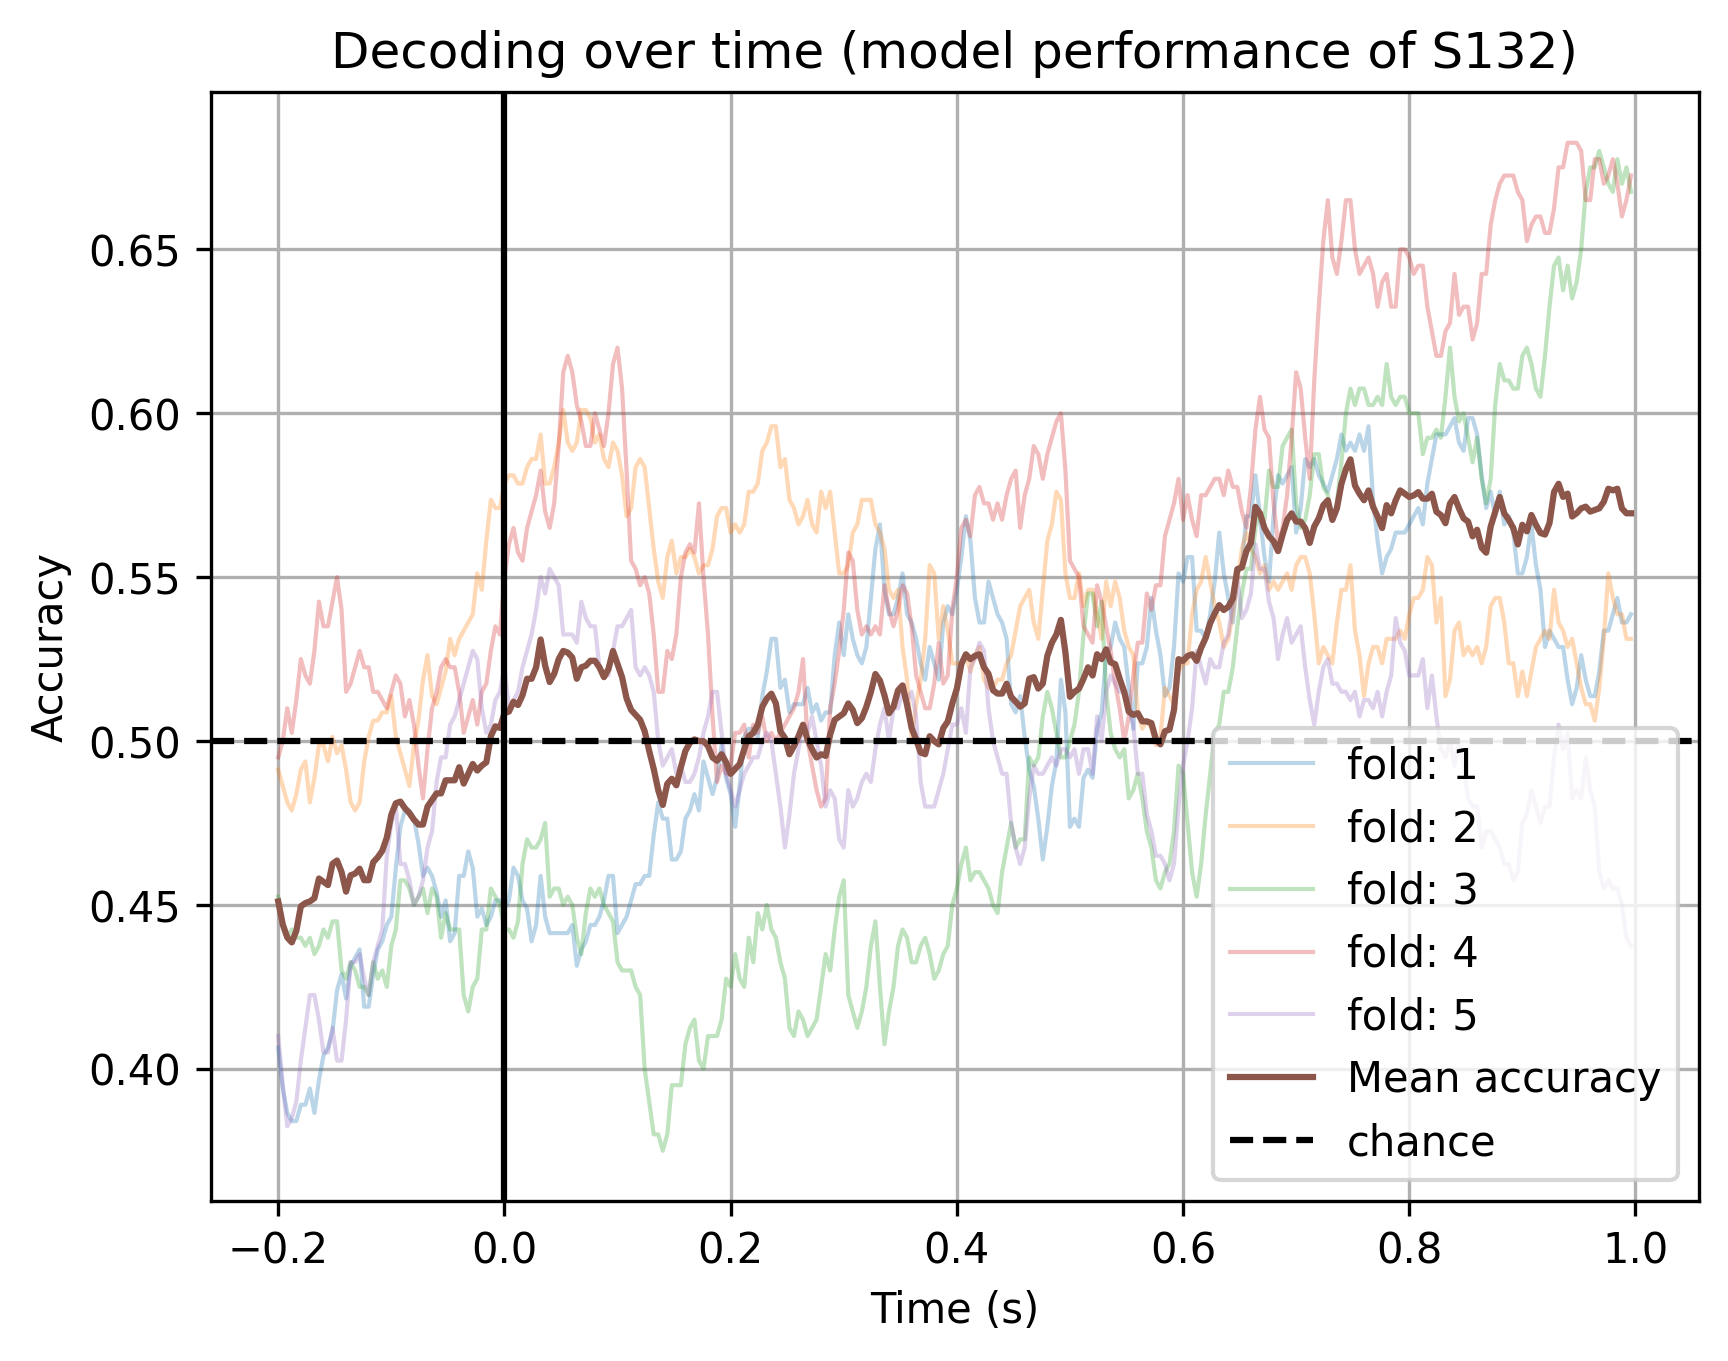 Decoding over time (model performance of S132)
Accuracy
0.65
0.60
0.55
0.50
0.45
0.40
−0.2 0.0 0.2 0.4 0.6 0.8 1.0
Time (s)
fold: 1
fold: 2
fold: 3
fold: 4
fold: 5
Mean accuracy
chance